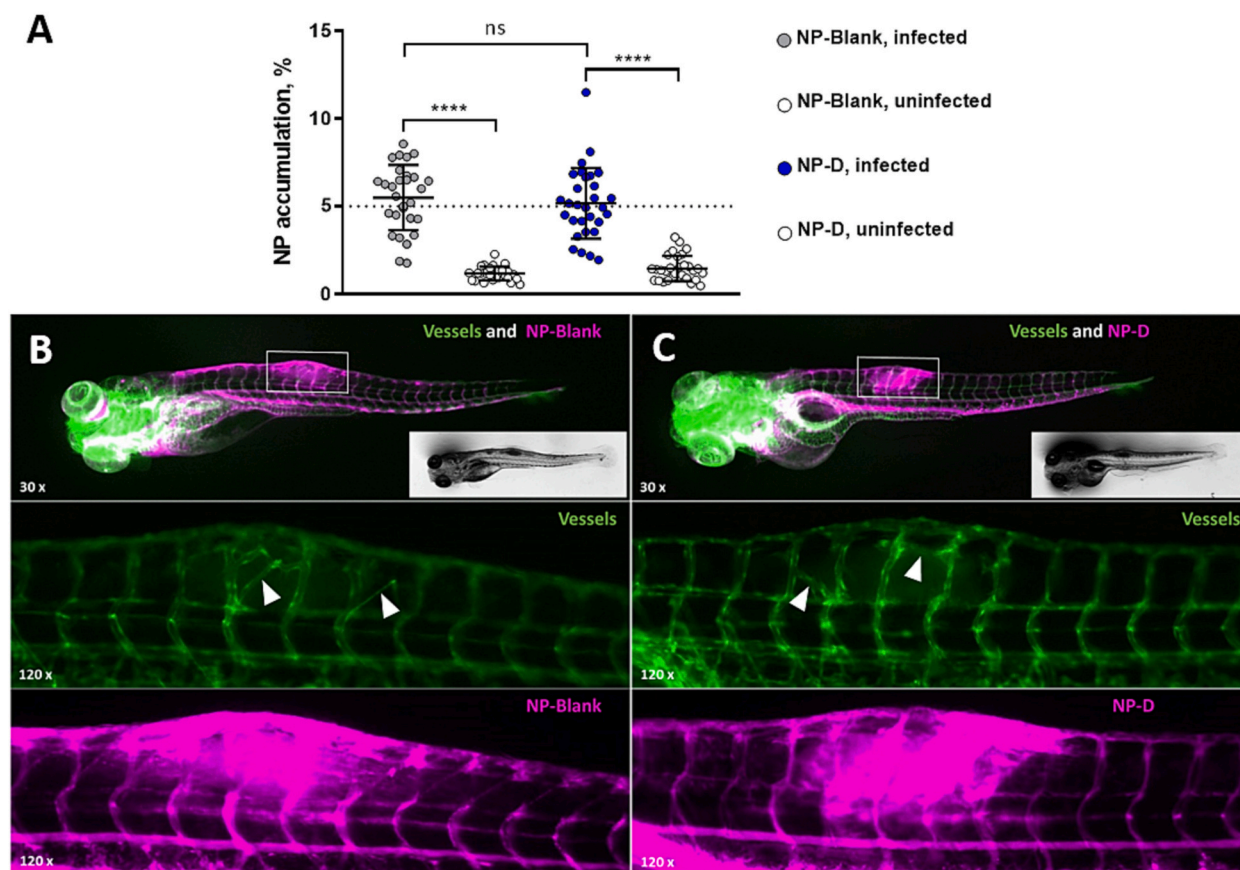 A
NP accumulation, %
15
10
5
0
ns
****
****
NP-Blank, infected
NP-Blank, uninfected
NP-D, infected
NP-D, uninfected
B
Vessels and NP-Blank
30 x
Vessels
120 x
NP-Blank
120 x
C
Vessels and NP-D
30 x
Vessels
120 x
NP-D
120 x